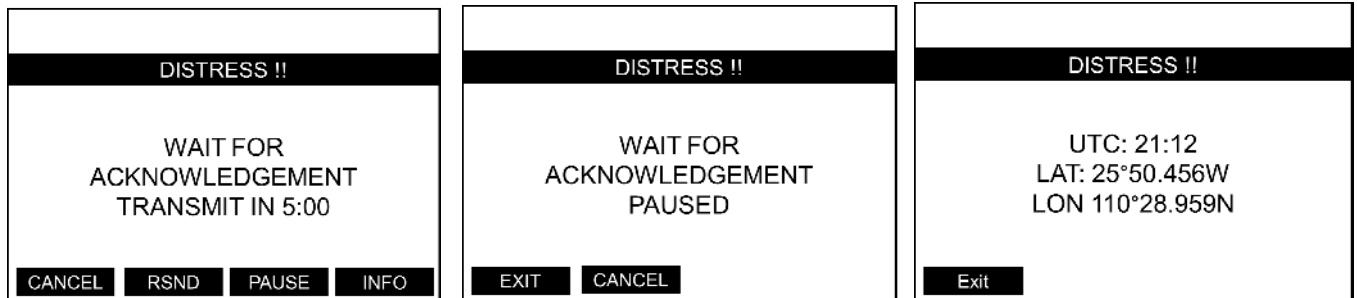 DISTRESS !!
WAIT FOR
ACKNOWLEDGEMENT
TRANSMIT IN 5:00
CANCEL RSND PAUSE INFO
DISTRESS !!
WAIT FOR
ACKNOWLEDGEMENT
PAUSED
EXIT CANCEL
DISTRESS !!
UTC: 21:12
LAT: 25°50.456W
LON 110°28.959N
Exit